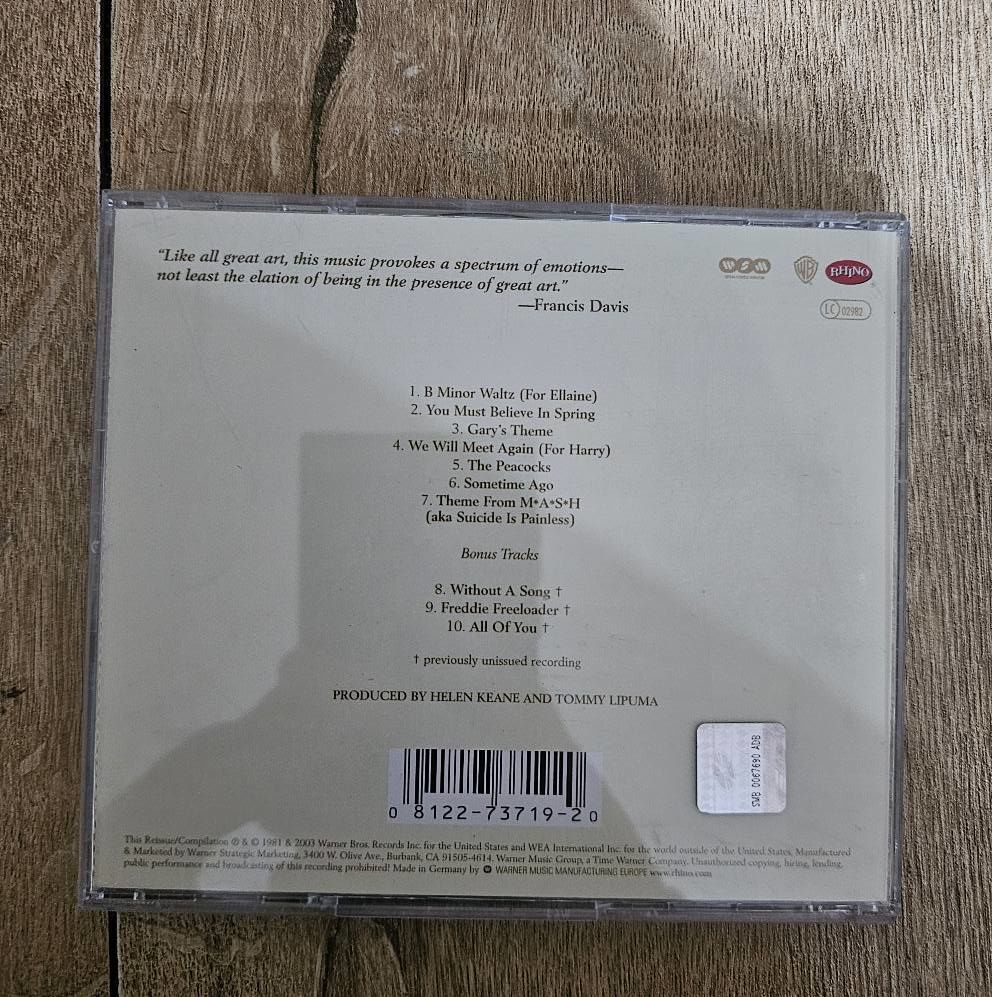 “Like all great art, this music provokes a spectrum of emotions—
not least the elation of being in the presence of great art.”
—Francis Davis
WB
RHINO
LC 02982
1. B Minor Waltz (For Ellaine)
2. You Must Believe In Spring
3. Gary's Theme
4. We Will Meet Again (For Harry)
5. The Peacocks
6. Sometime Ago
7. Theme From M*A*S*H
(aka Suicide Is Painless)
Bonus Tracks
8. Without A Song †
9. Freddie Freeloader †
10. All Of You †
† previously unissued recording
PRODUCED BY HELEN KEANE AND TOMMY LIPUMA
SWB 0067690 ADB
0 8122-73719-2 0
This Reissue/Compilation ℗ & © 1981 & 2003 Warner Bros. Records Inc. for the United States and WEA International Inc. for the world outside of the United States. Manufactured
& Marketed by Warner Strategic Marketing, 3400 W. Olive Ave., Burbank, CA 91505-4614. Warner Music Group, a Time Warner Company. Unauthorized copying, hiring, lending,
public performance and broadcasting of this recording prohibited! Made in Germany by WARNER MUSIC MANUFACTURING EUROPE www.rhino.com